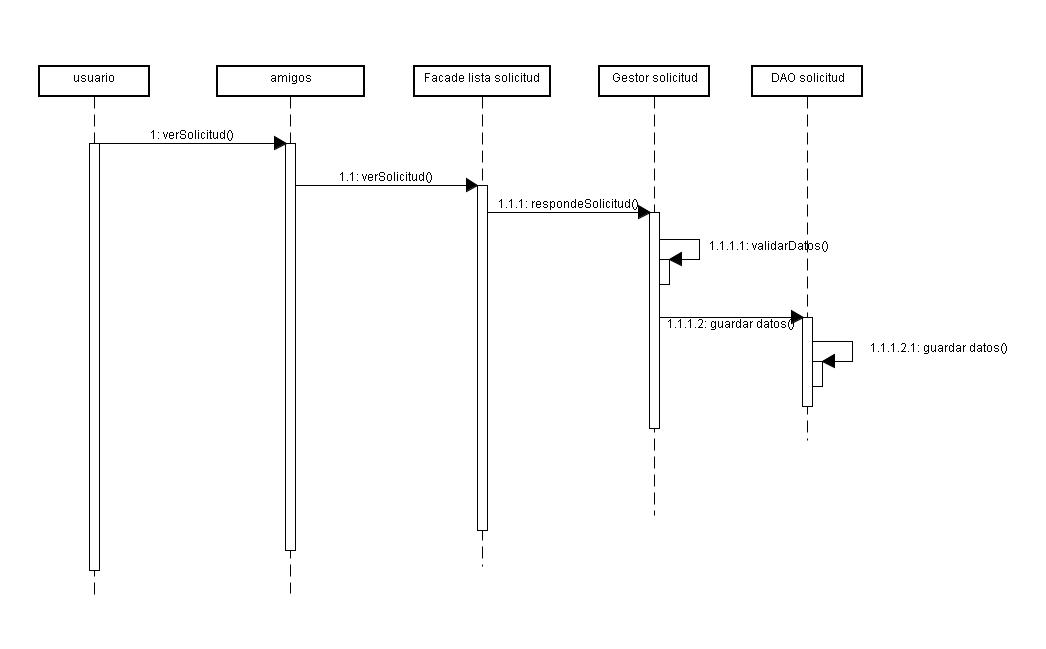 usuario
amigos
Facade lista solicitud
Gestor solicitud
DAO solicitud
1: verSolicitud()
1.1: verSolicitud()
1.1.1: respondeSolicitud()
1.1.1.1: validarDatos()
1.1.1.2: guardar datos()
1.1.1.2.1: guardar datos()